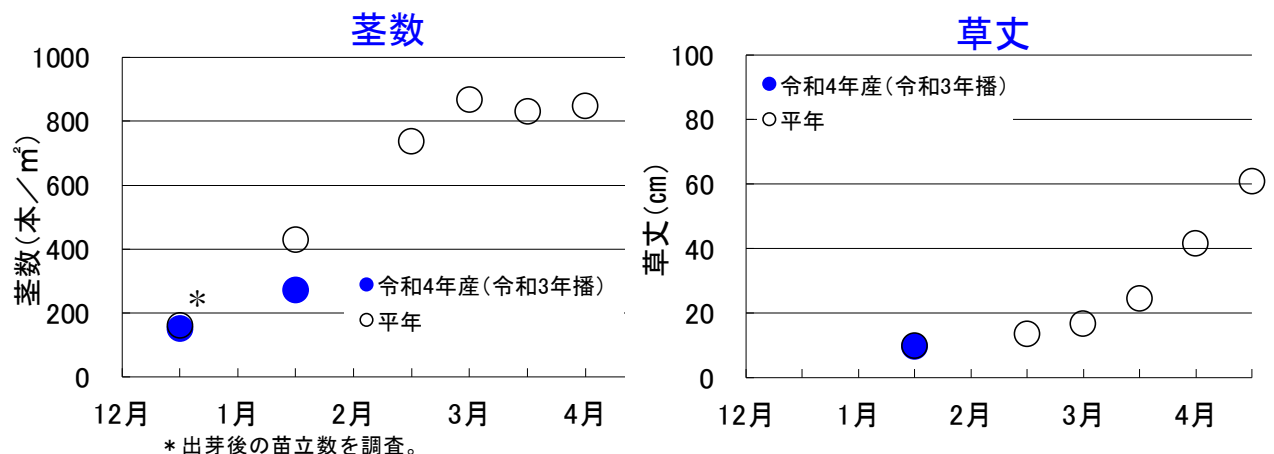 茎数
茎数(本/㎡)
1000
800
600
400
200
0
*
●令和4年産(令和3年播)
○平年
12月 1月 2月 3月 4月
*出芽後の苗立数を調査。
草丈
草丈(㎝)
100
80
60
40
20
0
●令和4年産(令和3年播)
○平年
12月 1月 2月 3月 4月